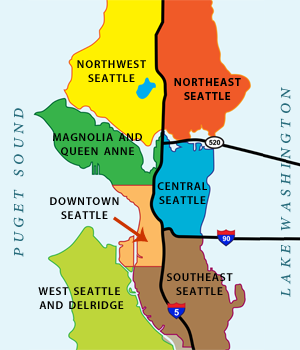 NORTHWEST
SEATTLE
NORTHEAST
SEATTLE
PUGET SOUND
LAKE WASHINGTON
MAGNOLIA AND
QUEEN ANNE
520
CENTRAL
SEATTLE
DOWNTOWN
SEATTLE
90
WEST SEATTLE
AND DELRIDGE
SOUTHEAST
SEATTLE
5